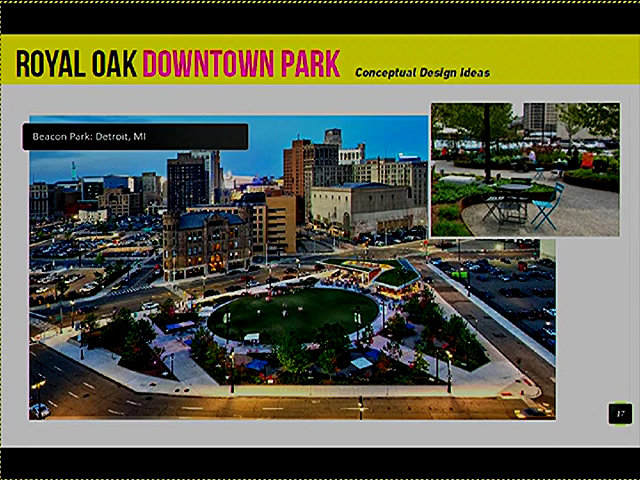 ROYAL OAK DOWNTOWN PARK Conceptual Design Ideas
Beacon Park: Detroit, MI
17